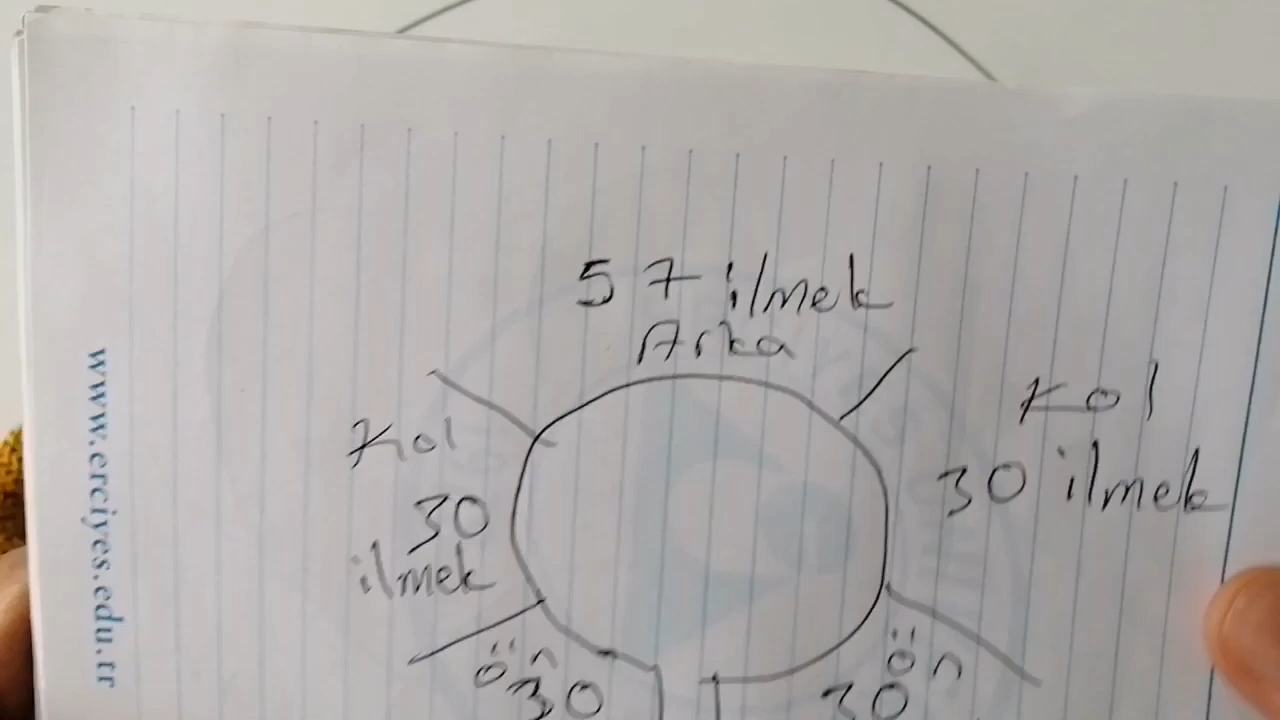 57 ilmek
Arka
Kol
30 ilmek
Kol
30
ilmek
ön
30
ön
30
www.erciyes.edu.tr